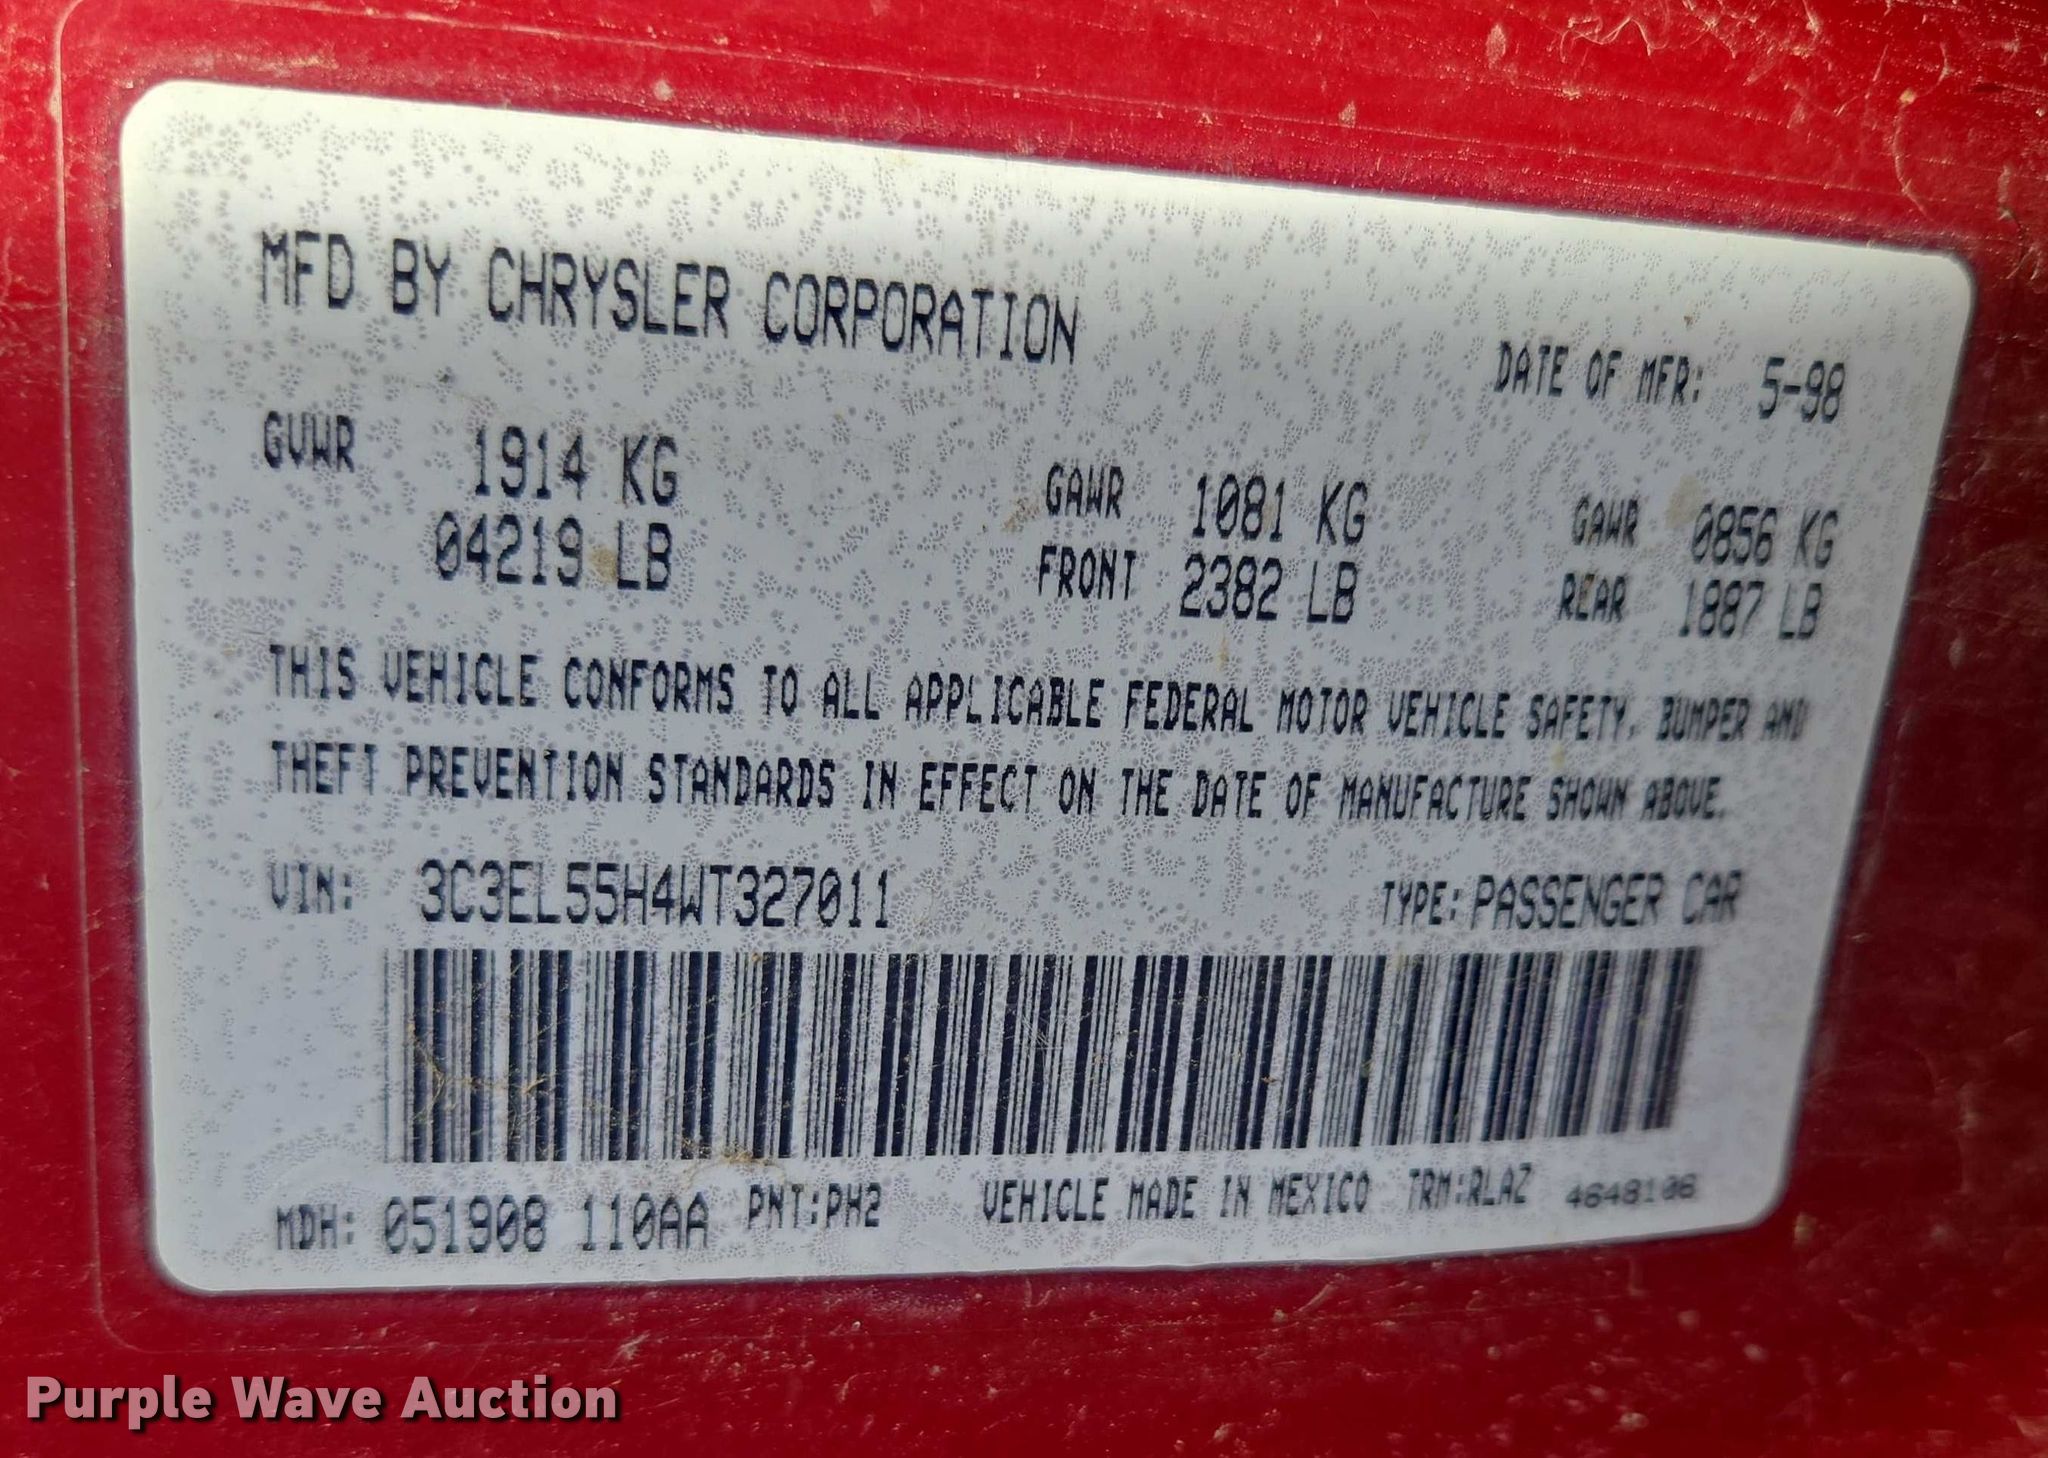 MFD BY CHRYSLER CORPORATION
DATE OF MFR: 5-98
GVWR 1914 KG GAWR 1081 KG GAWR 0856 KG
04219 LB FRONT 2382 LB REAR 1887 LB
THIS VEHICLE CONFORMS TO ALL APPLICABLE FEDERAL MOTOR VEHICLE SAFETY, BUMPER AND
THEFT PREVENTION STANDARDS IN EFFECT ON THE DATE OF MANUFACTURE SHOWN ABOVE.
VIN: 3C3EL55H4WT327011 TYPE: PASSENGER CAR
MDH: 051908 110AA PNT:PH2 VEHICLE MADE IN MEXICO TRM:RLAZ 4648106
Purple Wave Auction